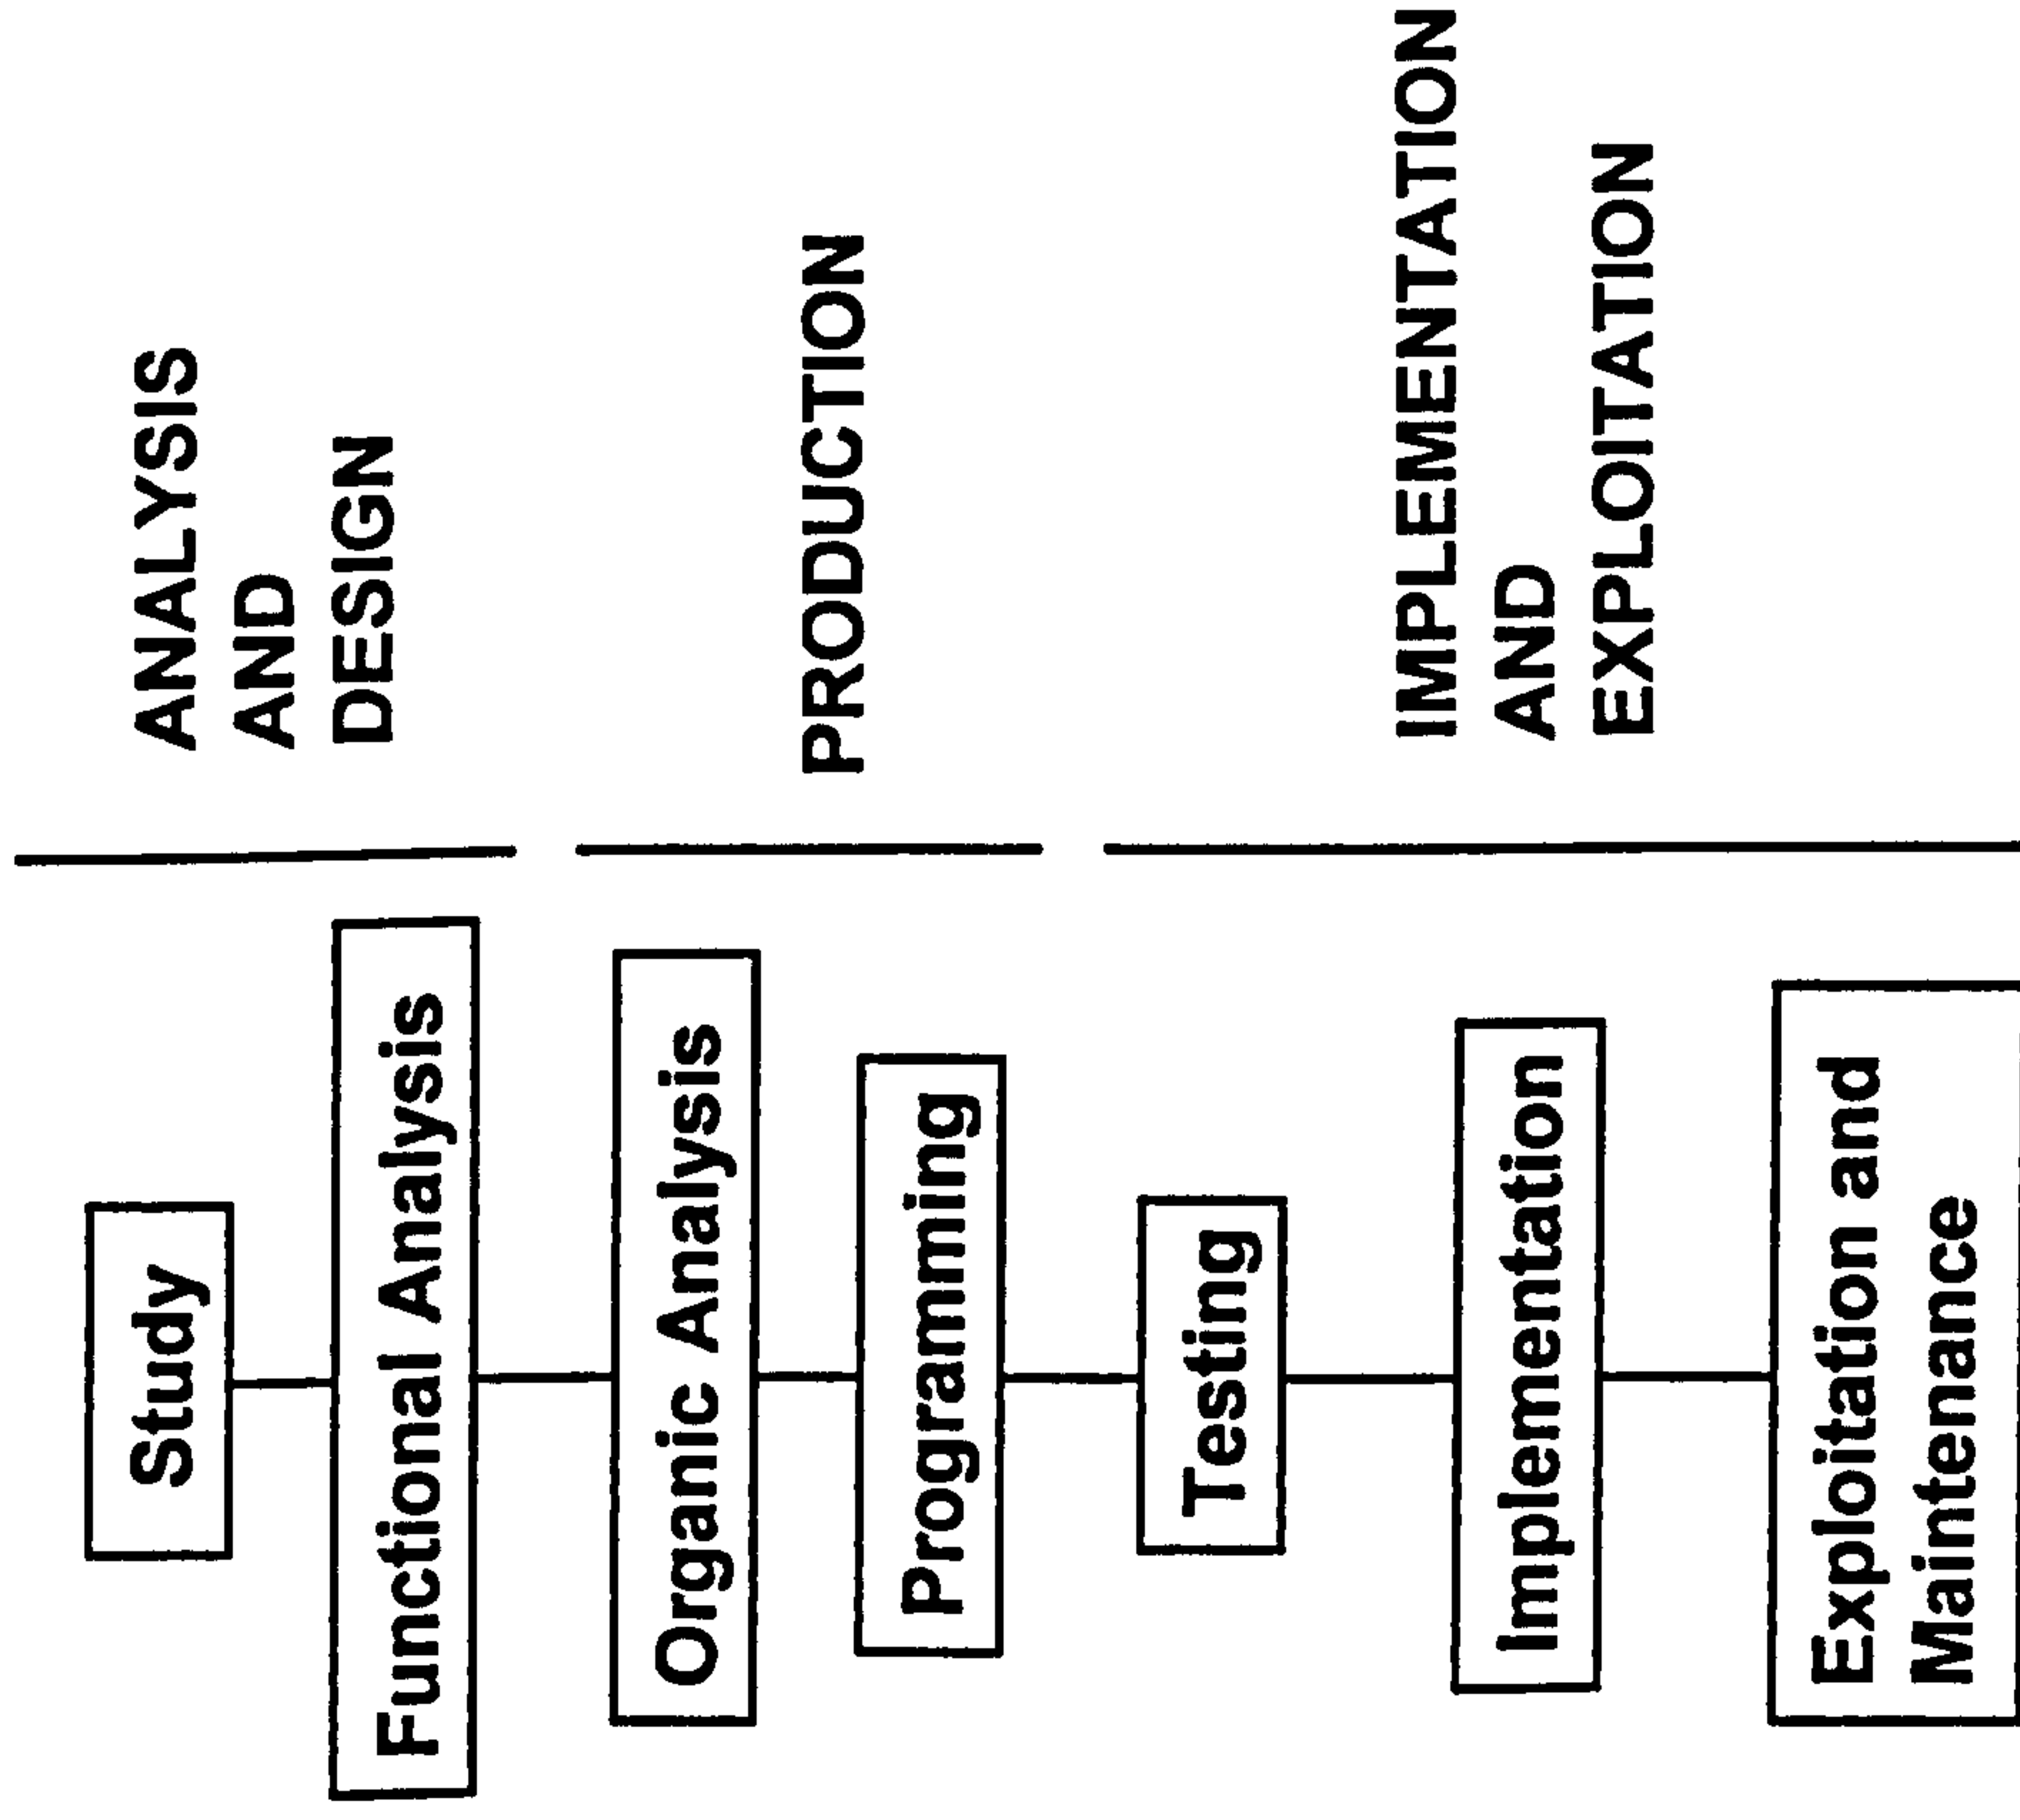 Study
Functional Analysis
Organic Analysis
Programming
Testing
Implementation
Exploitation and
Maintenance
ANALYSIS
AND
DESIGN
PRODUCTION
IMPLEMENTATION
AND
EXPLOITATION